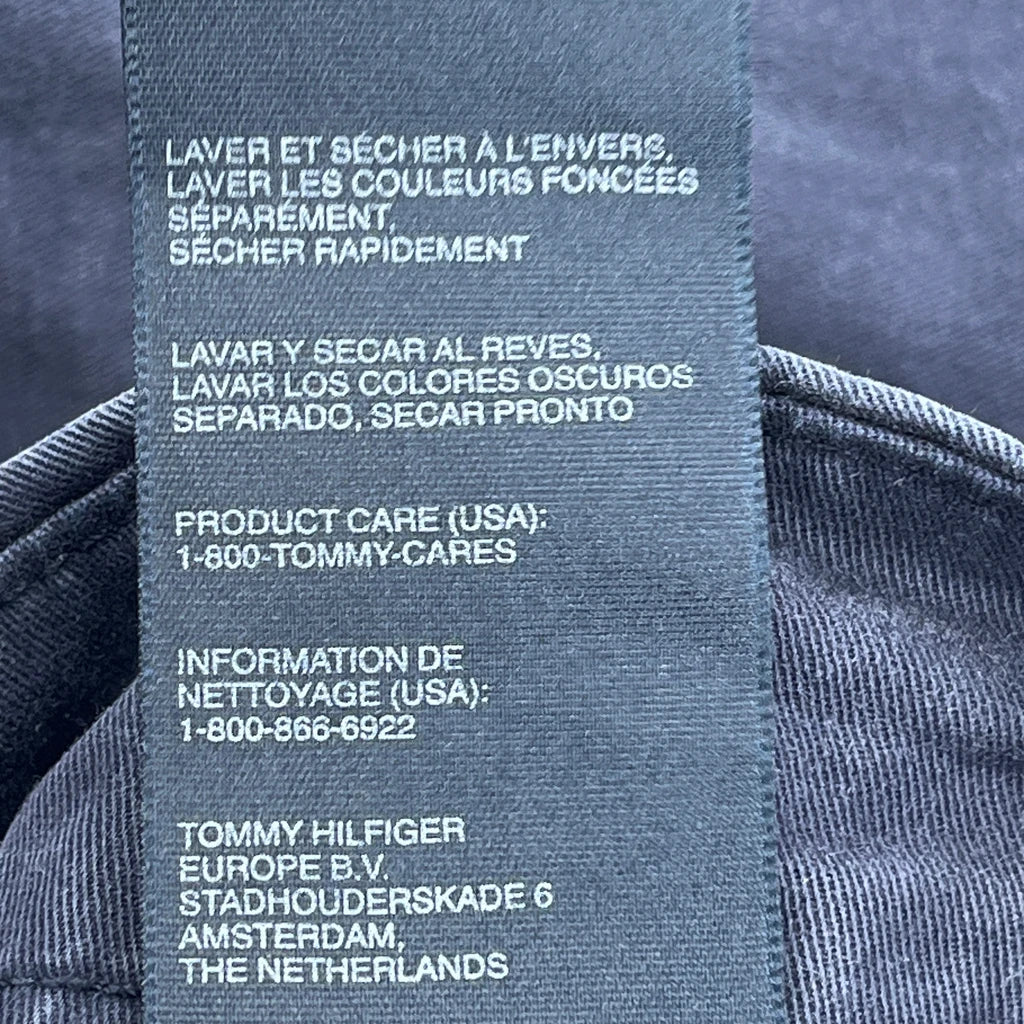 LAVER ET SÉCHER À L'ENVERS,
LAVER LES COULEURS FONCÉES
SÉPARÉMENT,
SÉCHER RAPIDEMENT
LAVAR Y SECAR AL REVES,
LAVAR LOS COLORES OSCUROS
SEPARADO, SECAR PRONTO
PRODUCT CARE (USA):
1-800-TOMMY-CARES
INFORMATION DE
NETTOYAGE (USA):
1-800-866-6922
TOMMY HILFIGER
EUROPE B.V.
STADHOUDERSKADE 6
AMSTERDAM,
THE NETHERLANDS